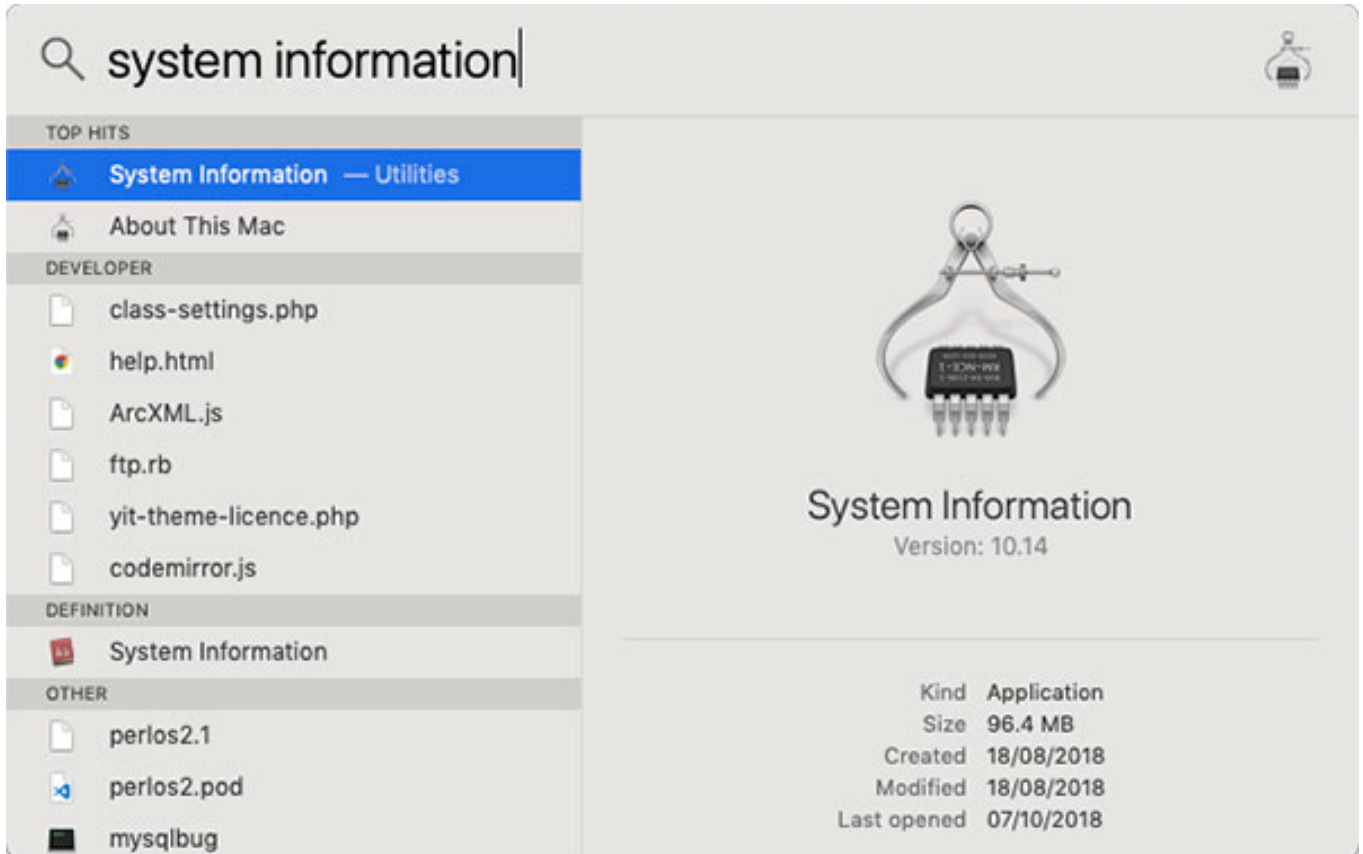 system information
TOP HITS
System Information — Utilities
About This Mac
DEVELOPER
class-settings.php
help.html
ArcXML.js
ftp.rb
yit-theme-licence.php
codemirror.js
DEFINITION
System Information
OTHER
perlos2.1
perlos2.pod
mysqlbug
System Information
Version: 10.14
Kind Application
Size 96.4 MB
Created 18/08/2018
Modified 18/08/2018
Last opened 07/10/2018